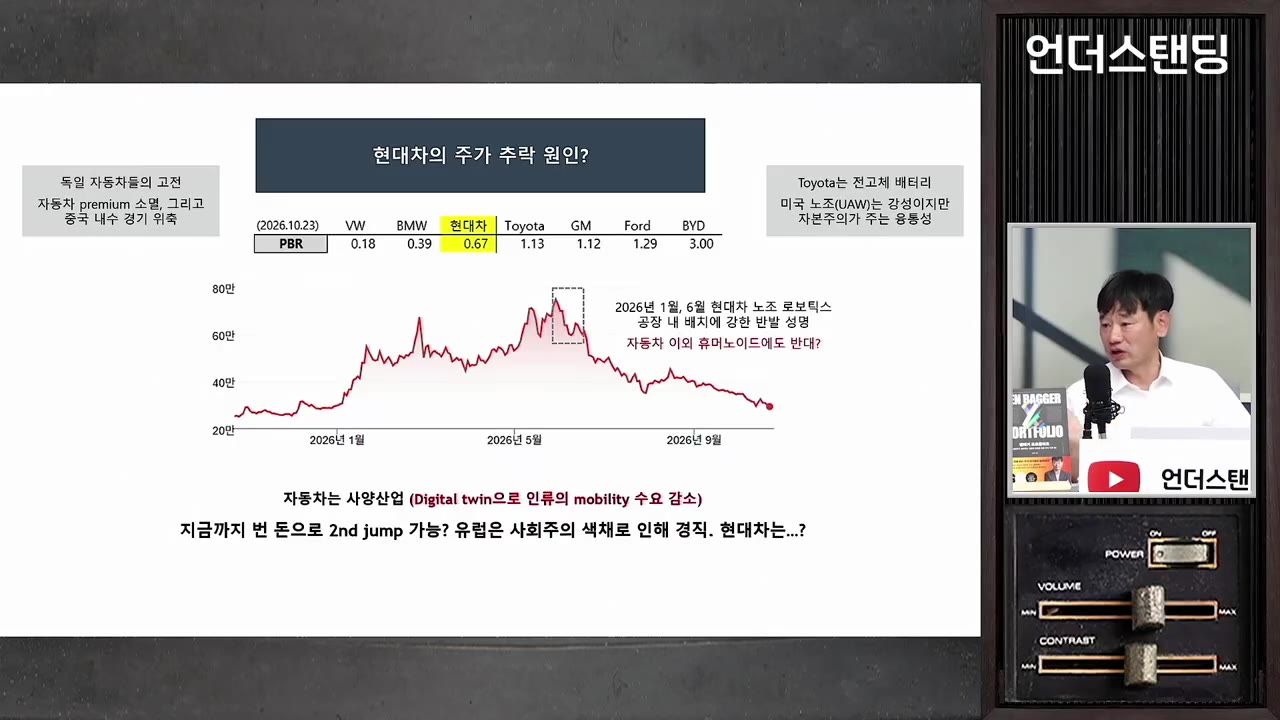 언더스탠딩
현대차의 주가 추락 원인?
독일 자동차들의 고전
자동차 premium 소멸, 그리고
중국 내수 경기 위축
Toyota는 전고체 배터리
미국 노조(UAW)는 강성이지만
자본주의가 주는 융통성
(2026.10.23) VW BMW 현대차 Toyota GM Ford BYD
PBR 0.18 0.39 0.67 1.13 1.12 1.29 3.00
80만
60만
40만
20만
2026년 1월, 6월 현대차 노조 로보틱스
공장 내 배치에 강한 반발 성명
자동차 이외 휴머노이드에도 반대?
2026년 1월 2026년 5월 2026년 9월
자동차는 사양산업 (Digital twin으로 인류의 mobility 수요 감소)
지금까지 번 돈으로 2nd jump 가능? 유럽은 사회주의 색채로 인해 경직. 현대차는...?
EN BAGGER
ORTFOLIO
언더스탠
ON OFF
POWER
VOLUME
MIN MAX
CONTRAST
MIN MAX